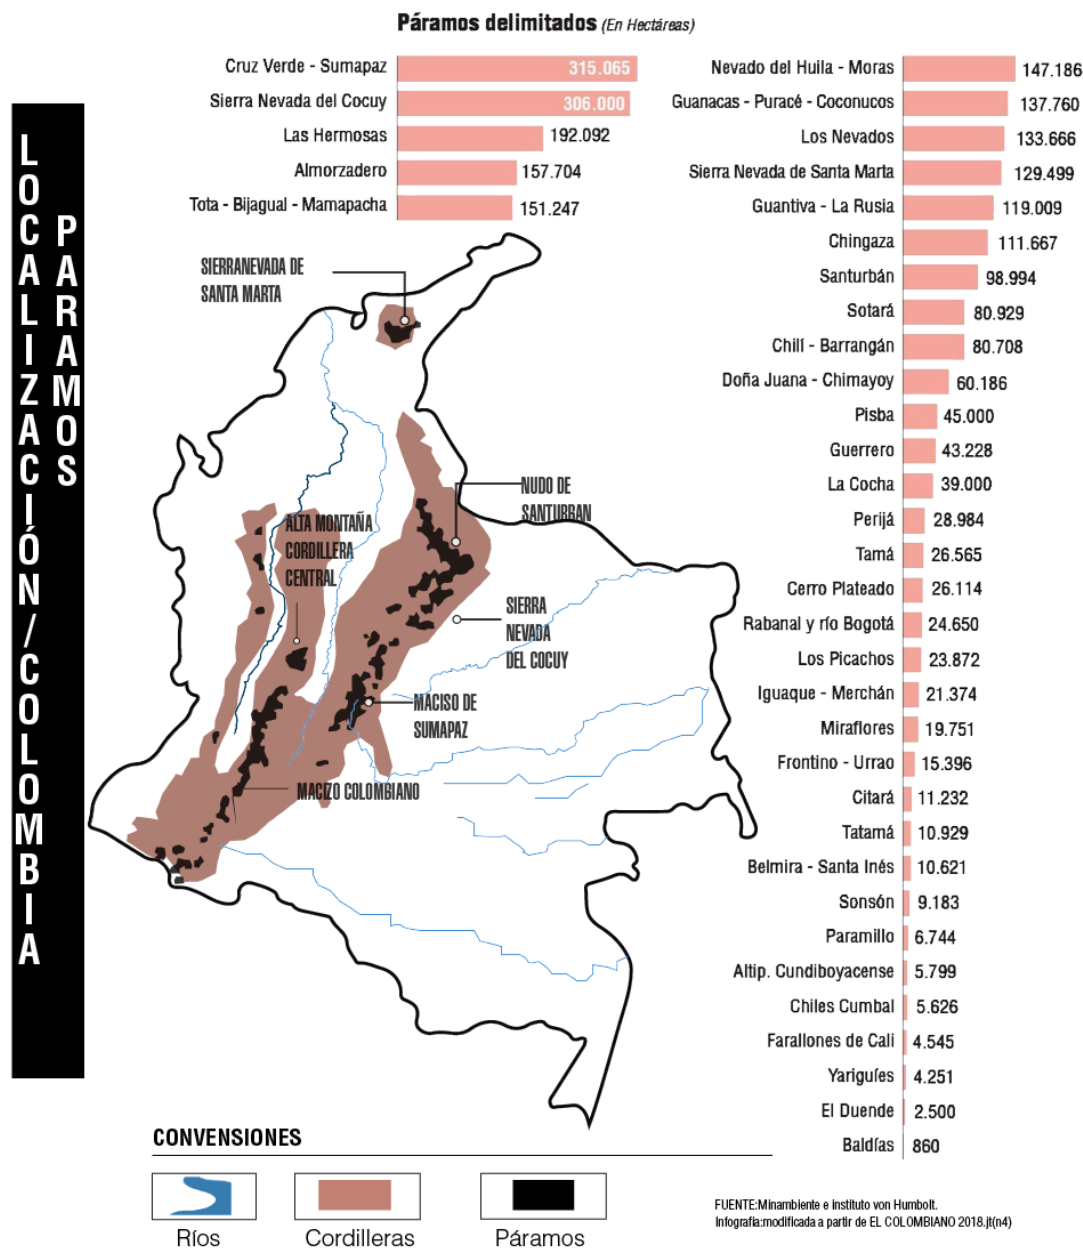 Páramos delimitados (En Hectáreas)
Cruz Verde - Sumapaz 315.065
Sierra Nevada del Cocuy 306.000
Las Hermosas 192.092
Almorzadero 157.704
Tota - Bijagual - Mamapacha 151.247
Nevado del Huila - Moras 147.186
Guanacas - Puracé - Coconucos 137.760
Los Nevados 133.666
Sierra Nevada de Santa Marta 129.499
Guantiva - La Rusia 119.009
Chingaza 111.667
Santurbán 98.994
Sotará 80.929
Chilí - Barrangán 80.708
Doña Juana - Chimayoy 60.186
Pisba 45.000
Guerrero 43.228
La Cocha 39.000
Perijá 28.984
Tamá 26.565
Cerro Plateado 26.114
Rabanal y río Bogotá 24.650
Los Picachos 23.872
Iguaque - Merchán 21.374
Miraflores 19.751
Frontino - Urrao 15.396
Citará 11.232
Tatamá 10.929
Belmira - Santa Inés 10.621
Sonsón 9.183
Paramillo 6.744
Altip. Cundiboyacense 5.799
Chiles Cumbal 5.626
Farallones de Cali 4.545
Yariguíes 4.251
El Duende 2.500
Baldías 860
LOCALIZACIÓN/COLOMBIA
PARAMOS
SIERRANEVADA DE
SANTA MARTA
NUDO DE
SANTURBAN
ALTA MONTAÑA
CORDILLERA
CENTRAL
SIERRA
NEVADA
DEL COCUY
MACISO DE
SUMAPAZ
MACIZO COLOMBIANO
CONVENSIONES
Ríos
Cordilleras
Páramos
FUENTE:Minambiente e instituto von Humbolt.
Infografia:modificada a partir de EL COLOMBIANO 2018.jt(n4)